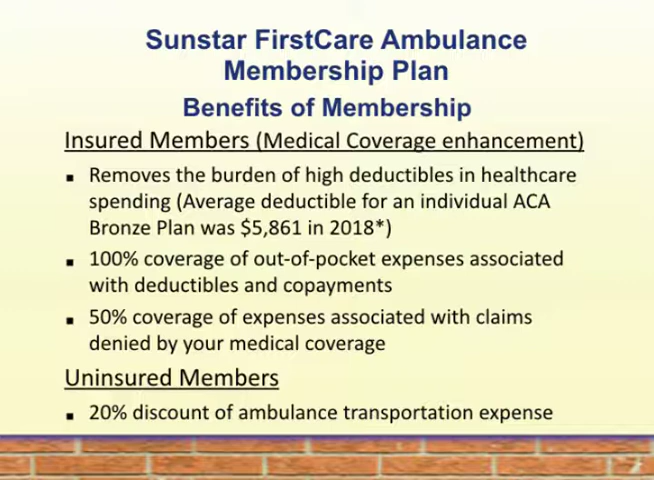 Sunstar FirstCare Ambulance
Membership Plan
Benefits of Membership
Insured Members (Medical Coverage enhancement)
▪ Removes the burden of high deductibles in healthcare
spending (Average deductible for an individual ACA
Bronze Plan was $5,861 in 2018*)
▪ 100% coverage of out-of-pocket expenses associated
with deductibles and copayments
▪ 50% coverage of expenses associated with claims
denied by your medical coverage
Uninsured Members
▪ 20% discount of ambulance transportation expense
7